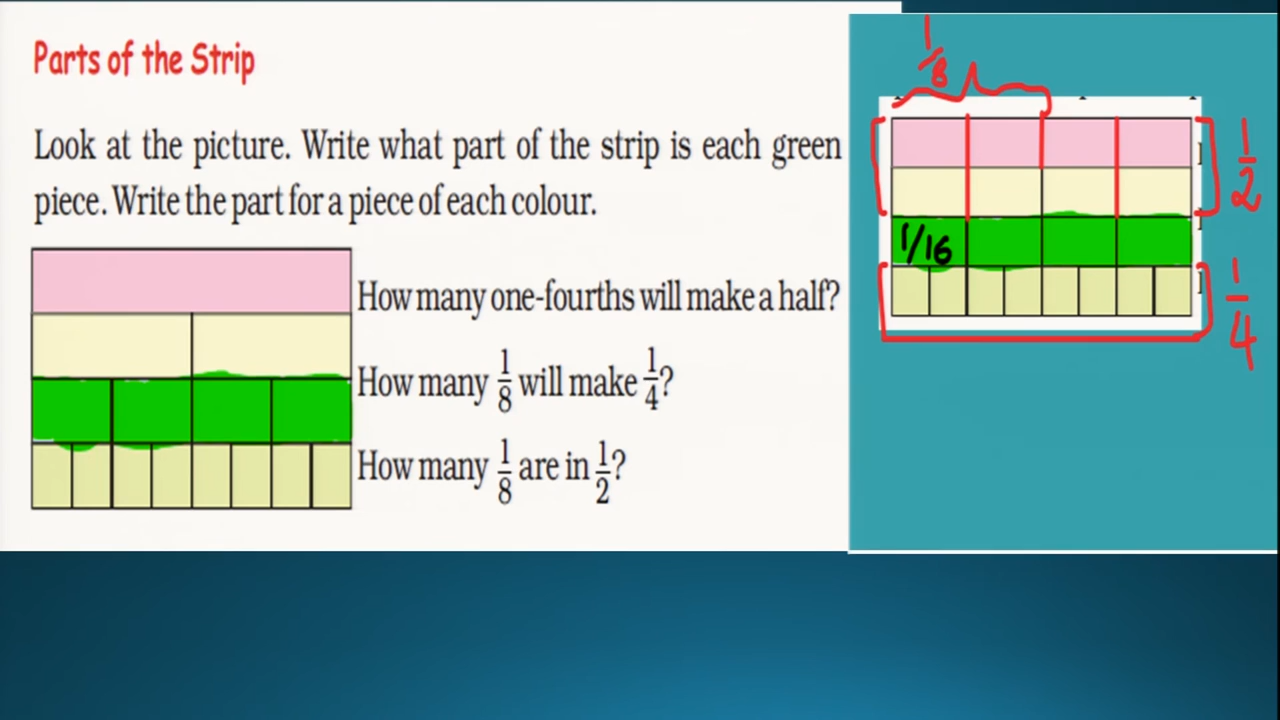 Parts of the Strip
Look at the picture. Write what part of the strip is each green
piece. Write the part for a piece of each colour.
How many one-fourths will make a half?
How many 1/8 will make 1/4?
How many 1/8 are in 1/2?
1/8
1/2
1/16
1/4